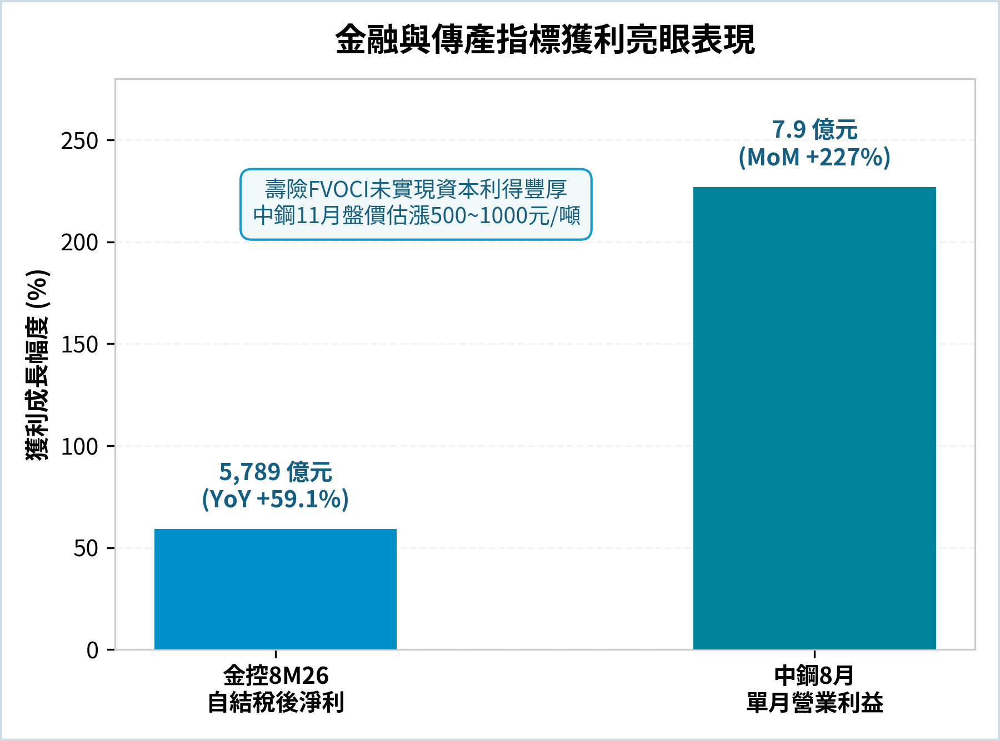 金融與傳產指標獲利亮眼表現
獲利成長幅度 (%)
250
200
150
100
50
0
7.9 億元
(MoM +227%)
壽險FVOCI未實現資本利得豐厚
中鋼11月盤價估漲500~1000元/噸
5,789 億元
(YoY +59.1%)
金控8M26
自結稅後淨利
中鋼8月
單月營業利益